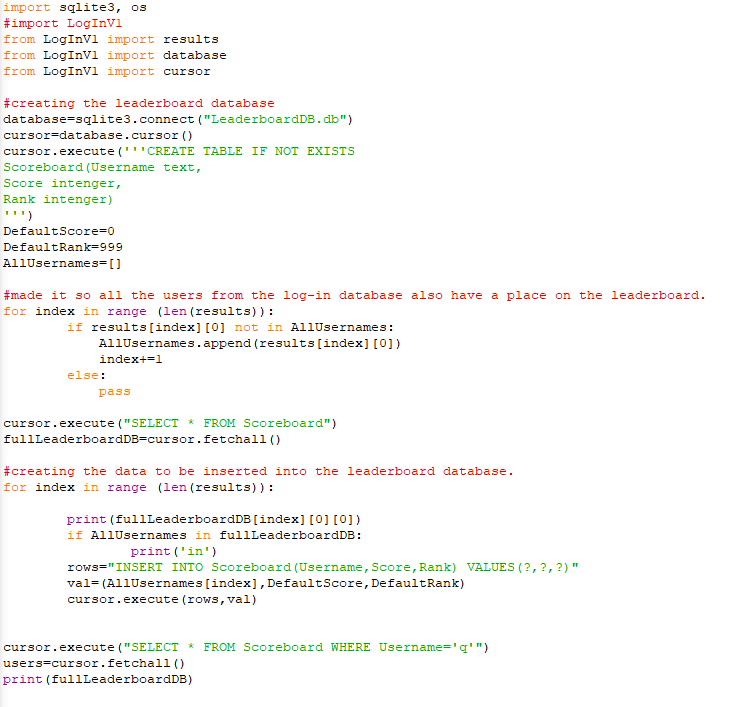 import sqlite3, os
#import LogInV1
from LogInV1 import results
from LogInV1 import database
from LogInV1 import cursor

#creating the leaderboard database
database=sqlite3.connect("LeaderboardDB.db")
cursor=database.cursor()
cursor.execute('''CREATE TABLE IF NOT EXISTS
Scoreboard(Username text,
Score intenger,
Rank intenger)
''')
DefaultScore=0
DefaultRank=999
AllUsernames=[]

#made it so all the users from the log-in database also have a place on the leaderboard.
for index in range (len(results)):
        if results[index][0] not in AllUsernames:
            AllUsernames.append(results[index][0])
            index+=1
        else:
            pass

cursor.execute("SELECT * FROM Scoreboard")
fullLeaderboardDB=cursor.fetchall()

#creating the data to be inserted into the leaderboard database.
for index in range (len(results)):

        print(fullLeaderboardDB[index][0][0])
        if AllUsernames in fullLeaderboardDB:
                print('in')
        rows="INSERT INTO Scoreboard(Username,Score,Rank) VALUES(?,?,?)"
        val=(AllUsernames[index],DefaultScore,DefaultRank)
        cursor.execute(rows,val)


cursor.execute("SELECT * FROM Scoreboard WHERE Username='q'")
users=cursor.fetchall()
print(fullLeaderboardDB)